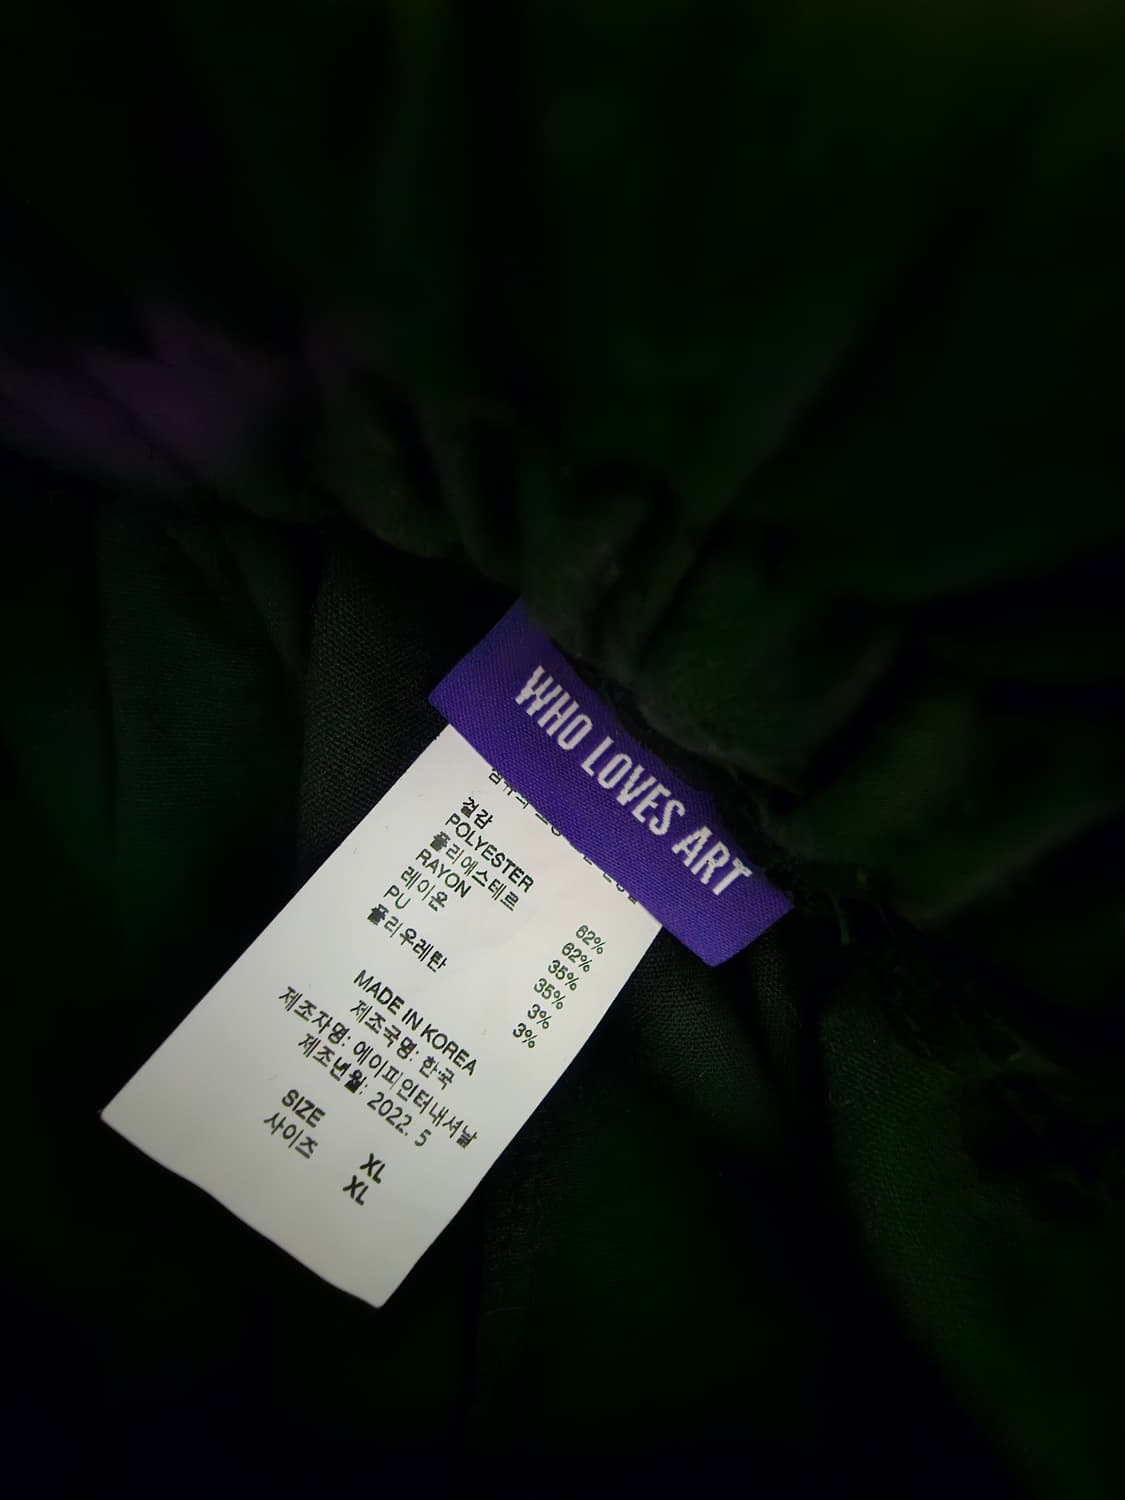 WHO LOVES ART
겉감
POLYESTER 62%
폴리에스테르 62%
RAYON 35%
레이온 35%
PU 3%
폴리우레탄 3%
MADE IN KOREA
제조국명: 한국
제조자명: 에이피인터내셔날
제조년월: 2022. 5
SIZE XL
사이즈 XL